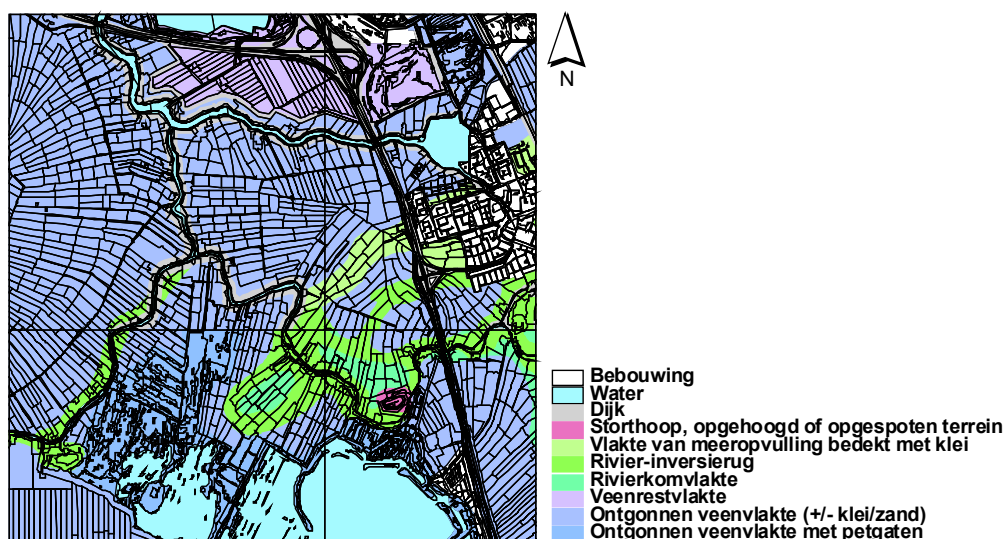 N
Bebouwing
Water
Dijk
Storthoop, opgehoogd of opgespoten terrein
Vlakte van meeropvulling bedekt met klei
Rivier-inversierug
Rivierkomvlakte
Veenrestvlakte
Ontgonnen veenvlakte (+/- klei/zand)
Ontgonnen veenvlakte met petgaten